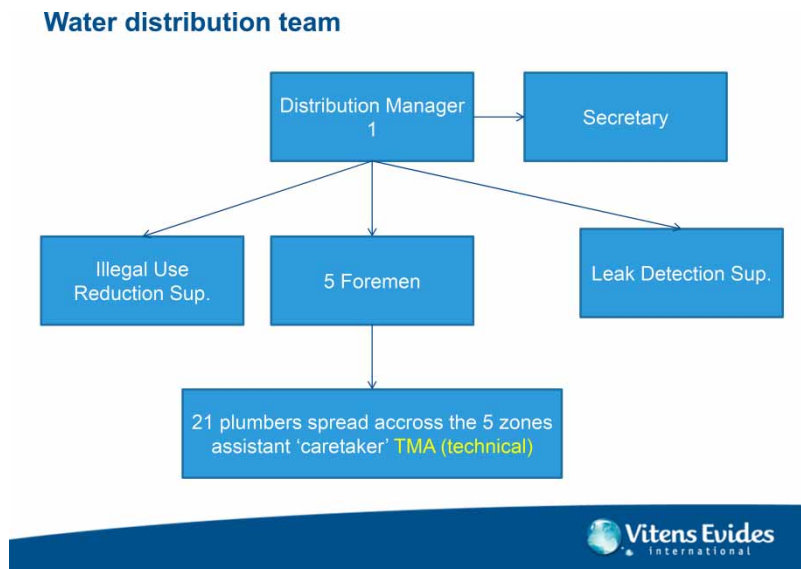 Water distribution team
Distribution Manager
1
Secretary
Illegal Use
Reduction Sup.
5 Foremen
Leak Detection Sup.
21 plumbers spread accross the 5 zones
assistant ‘caretaker’ TMA (technical)
Vitens Evides
international